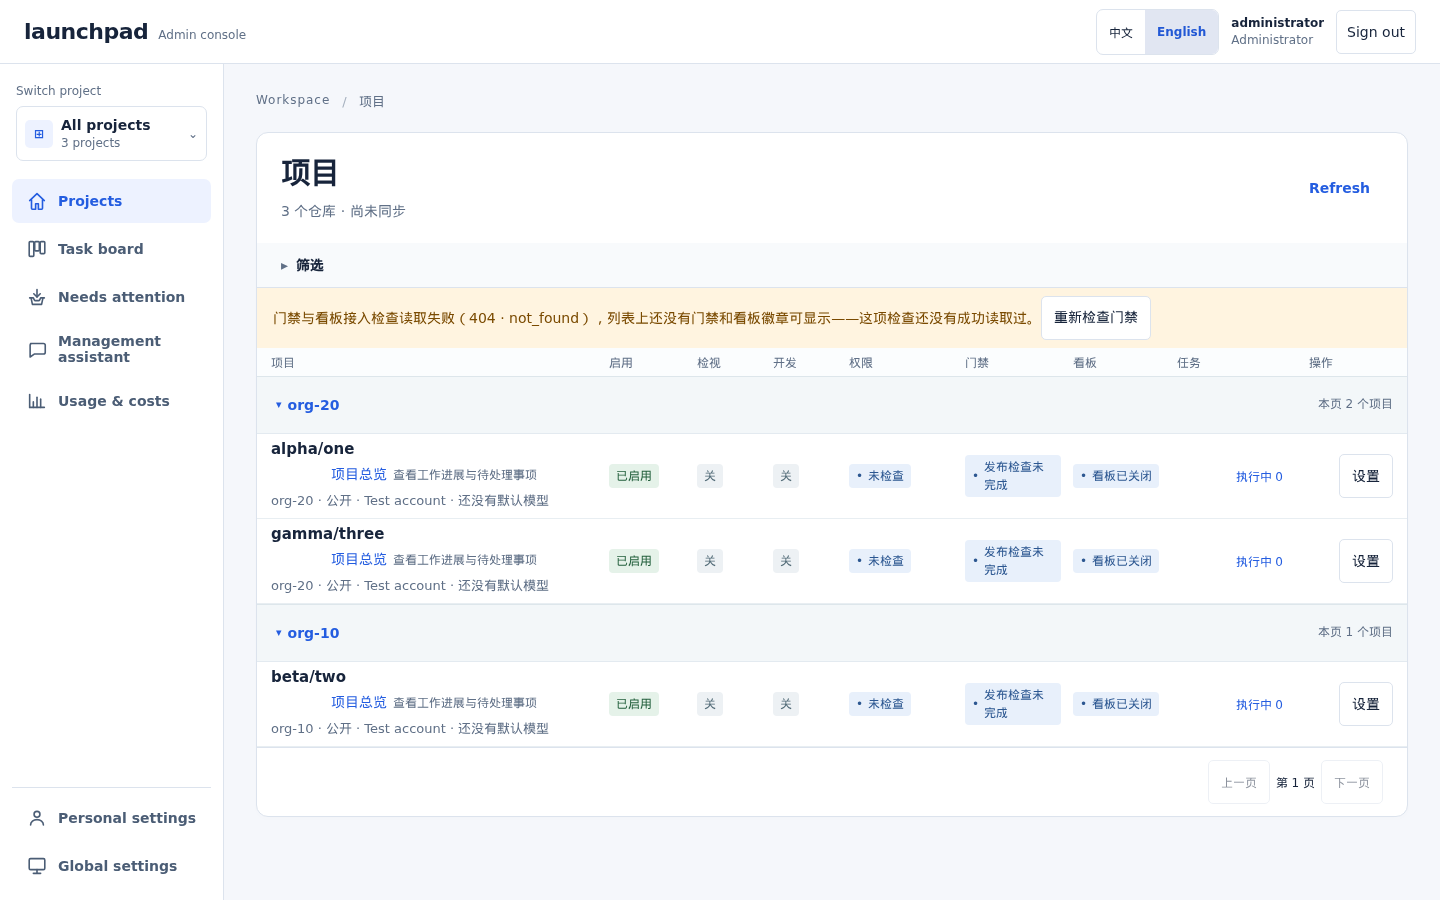 launchpad Admin console
中文 English
administrator
Administrator
Sign out
Switch project
All projects
3 projects
Projects
Task board
Needs attention
Management
assistant
Usage & costs
Personal settings
Global settings
Workspace / 项目
项目
3 个仓库 · 尚未同步
Refresh
▸ 筛选
门禁与看板接入检查读取失败（404 · not_found），列表上还没有门禁和看板徽章可显示——这项检查还没有成功读取过。 重新检查门禁
项目 启用 检视 开发 权限 门禁 看板 任务 操作
▾ org-20 本页 2 个项目
alpha/one
项目总览 查看工作进展与待处理事项
org-20 · 公开 · Test account · 还没有默认模型
已启用 关 关 • 未检查
• 发布检查未
完成
• 看板已关闭 执行中 0 设置
gamma/three
项目总览 查看工作进展与待处理事项
org-20 · 公开 · Test account · 还没有默认模型
已启用 关 关 • 未检查
• 发布检查未
完成
• 看板已关闭 执行中 0 设置
▾ org-10 本页 1 个项目
beta/two
项目总览 查看工作进展与待处理事项
org-10 · 公开 · Test account · 还没有默认模型
已启用 关 关 • 未检查
• 发布检查未
完成
• 看板已关闭 执行中 0 设置
上一页 第 1 页 下一页